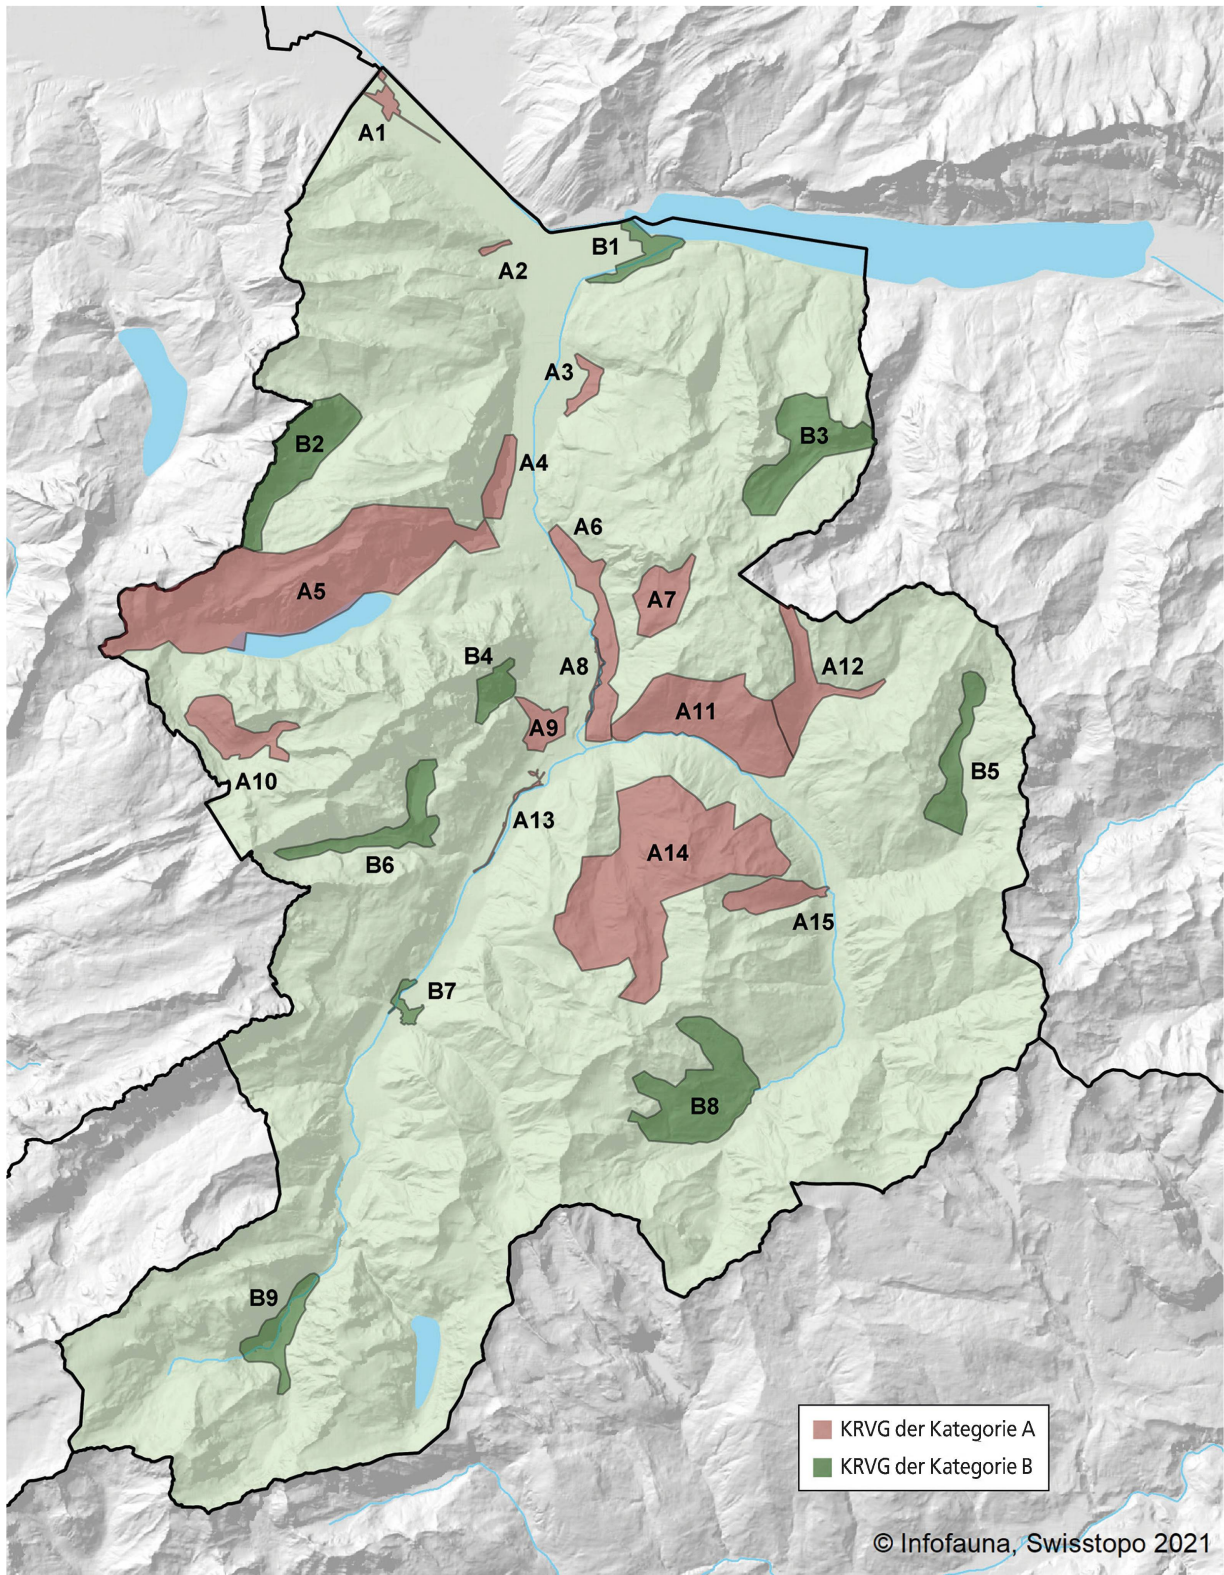 A1
B1
A2
A3
B2
B3
A4
A6
A5
A7
B4
A8
A12
A11
A9
B5
A10
A13
A14
B6
A15
B7
B8
B9
KRVG der Kategorie A
KRVG der Kategorie B
© Infofauna, Swisstopo 2021